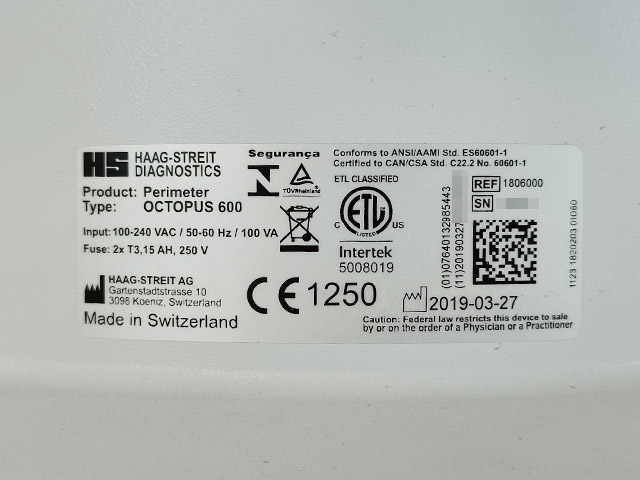 HS HAAG-STREIT
DIAGNOSTICS
Product: Perimeter
Type: OCTOPUS 600
Input: 100-240 VAC / 50-60 Hz / 100 VA
Fuse: 2x T3,15 AH, 250 V
HAAG-STREIT AG
Gartenstadtstrasse 10
3098 Koeniz, Switzerland
Made in Switzerland
Segurança
TÜVRheinland
CE 1250
Conforms to ANSI/AAMI Std. ES60601-1
Certified to CAN/CSA Std. C22.2 No. 60601-1
ETL CLASSIFIED
ETL
LISTED
C US
Intertek
5008019
(01)07640132985443
(11)20190327
REF 1806000
SN
2019-03-27
Caution: Federal law restricts this device to sale
by or on the order of a Physician or a Practitioner
1123 1820203 01060